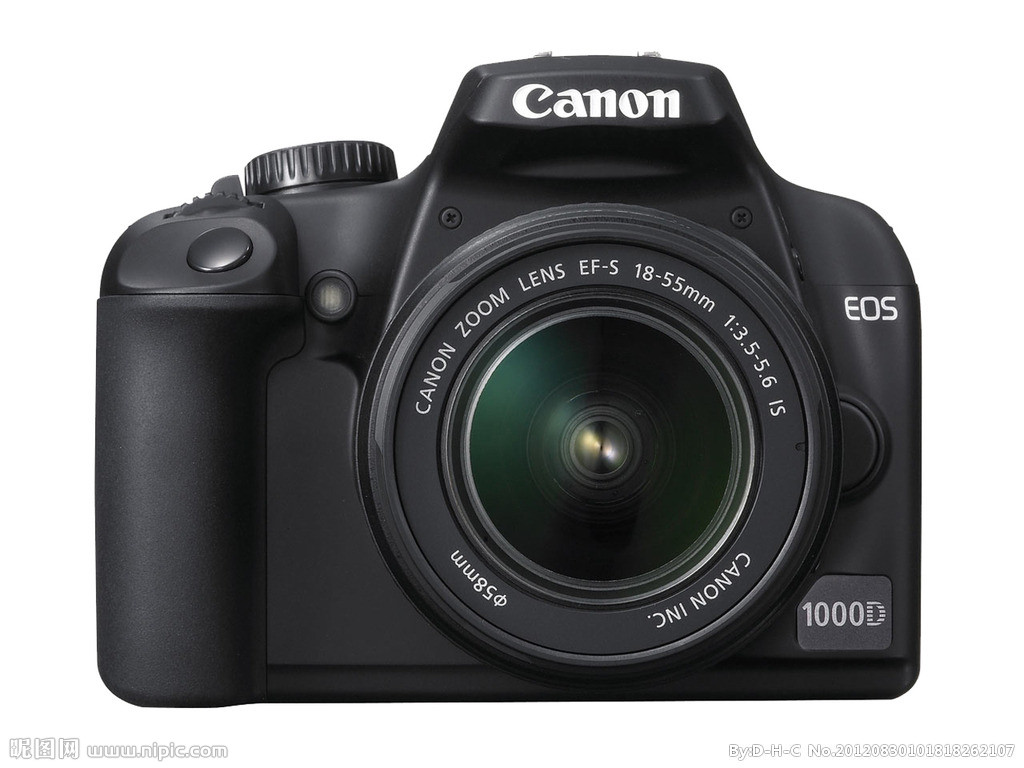 Canon
EOS
CANON ZOOM LENS EF-S 18-55mm 1:3.5-5.6 IS
φ58mm
CANON INC.
1000D
昵图网 www.nipic.com
By:D-H-C No.20120830101818262107